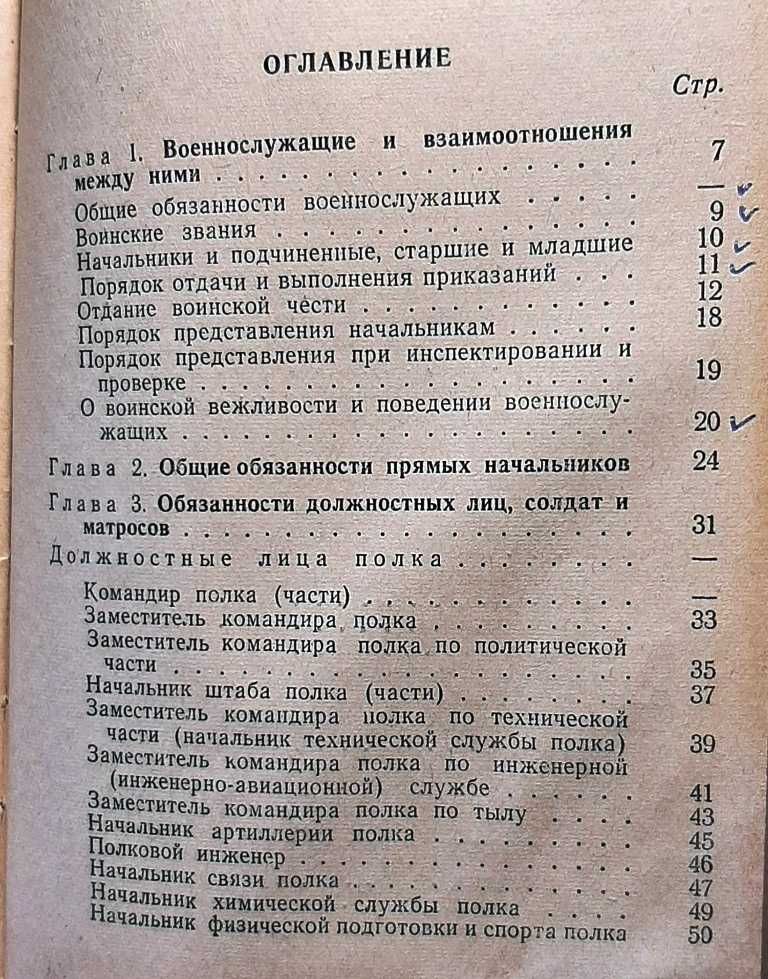 ОГЛАВЛЕНИЕ
Стр.
Глава 1. Военнослужащие и взаимоотношения
между ними . . . . . . . . . . . . . . . . . 7
Общие обязанности военнослужащих . . . . . —
Воинские звания . . . . . . . . . . . . . . 9
Начальники и подчиненные, старшие и младшие 10
Порядок отдачи и выполнения приказаний . . . 11
Отдание воинской чести . . . . . . . . . . . 12
Порядок представления начальникам . . . . . . 18
Порядок представления при инспектировании и
проверке . . . . . . . . . . . . . . . . . 19
О воинской вежливости и поведении военнослу-
жащих . . . . . . . . . . . . . . . . . . 20
Глава 2. Общие обязанности прямых начальников 24
Глава 3. Обязанности должностных лиц, солдат и
матросов . . . . . . . . . . . . . . . . . . 31
Должностные лица полка . . . . . . . . —
Командир полка (части) . . . . . . . . . . . —
Заместитель командира полка . . . . . . . . . 33
Заместитель командира полка по политической
части . . . . . . . . . . . . . . . . . . 35
Начальник штаба полка (части) . . . . . . . . 37
Заместитель командира полка по технической
части (начальник технической службы полка) 39
Заместитель командира полка по инженерной
(инженерно-авиационной) службе . . . . . . 41
Заместитель командира полка по тылу . . . . 43
Начальник артиллерии полка . . . . . . . . . 45
Полковой инженер . . . . . . . . . . . . . . 46
Начальник связи полка . . . . . . . . . . . . 47
Начальник химической службы полка . . . . 49
Начальник физической подготовки и спорта полка 50